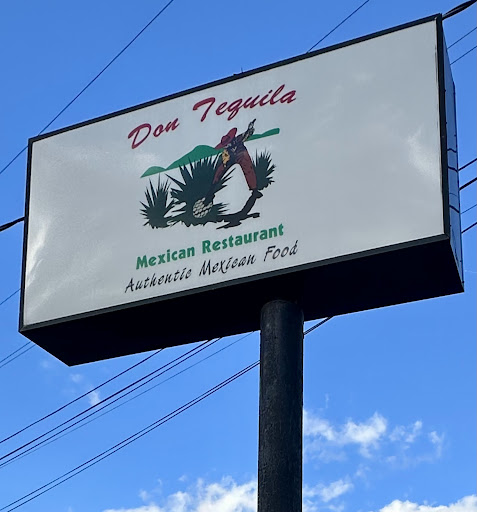 Don Tequila
Mexican Restaurant
Authentic Mexican Food